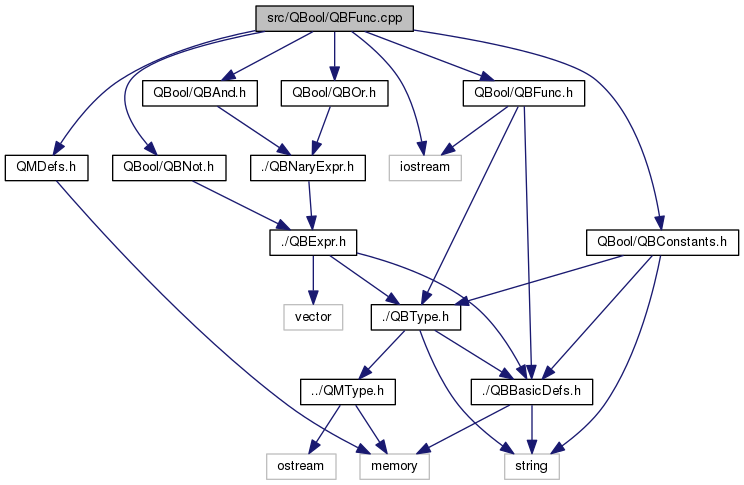 src/QBool/QBFunc.cpp
QBool/QBAnd.h
QBool/QBOr.h
QBool/QBFunc.h
QMDefs.h
QBool/QBNot.h
./QBNaryExpr.h
iostream
./QBExpr.h
QBool/QBConstants.h
vector
./QBType.h
../QMType.h
./QBBasicDefs.h
ostream
memory
string